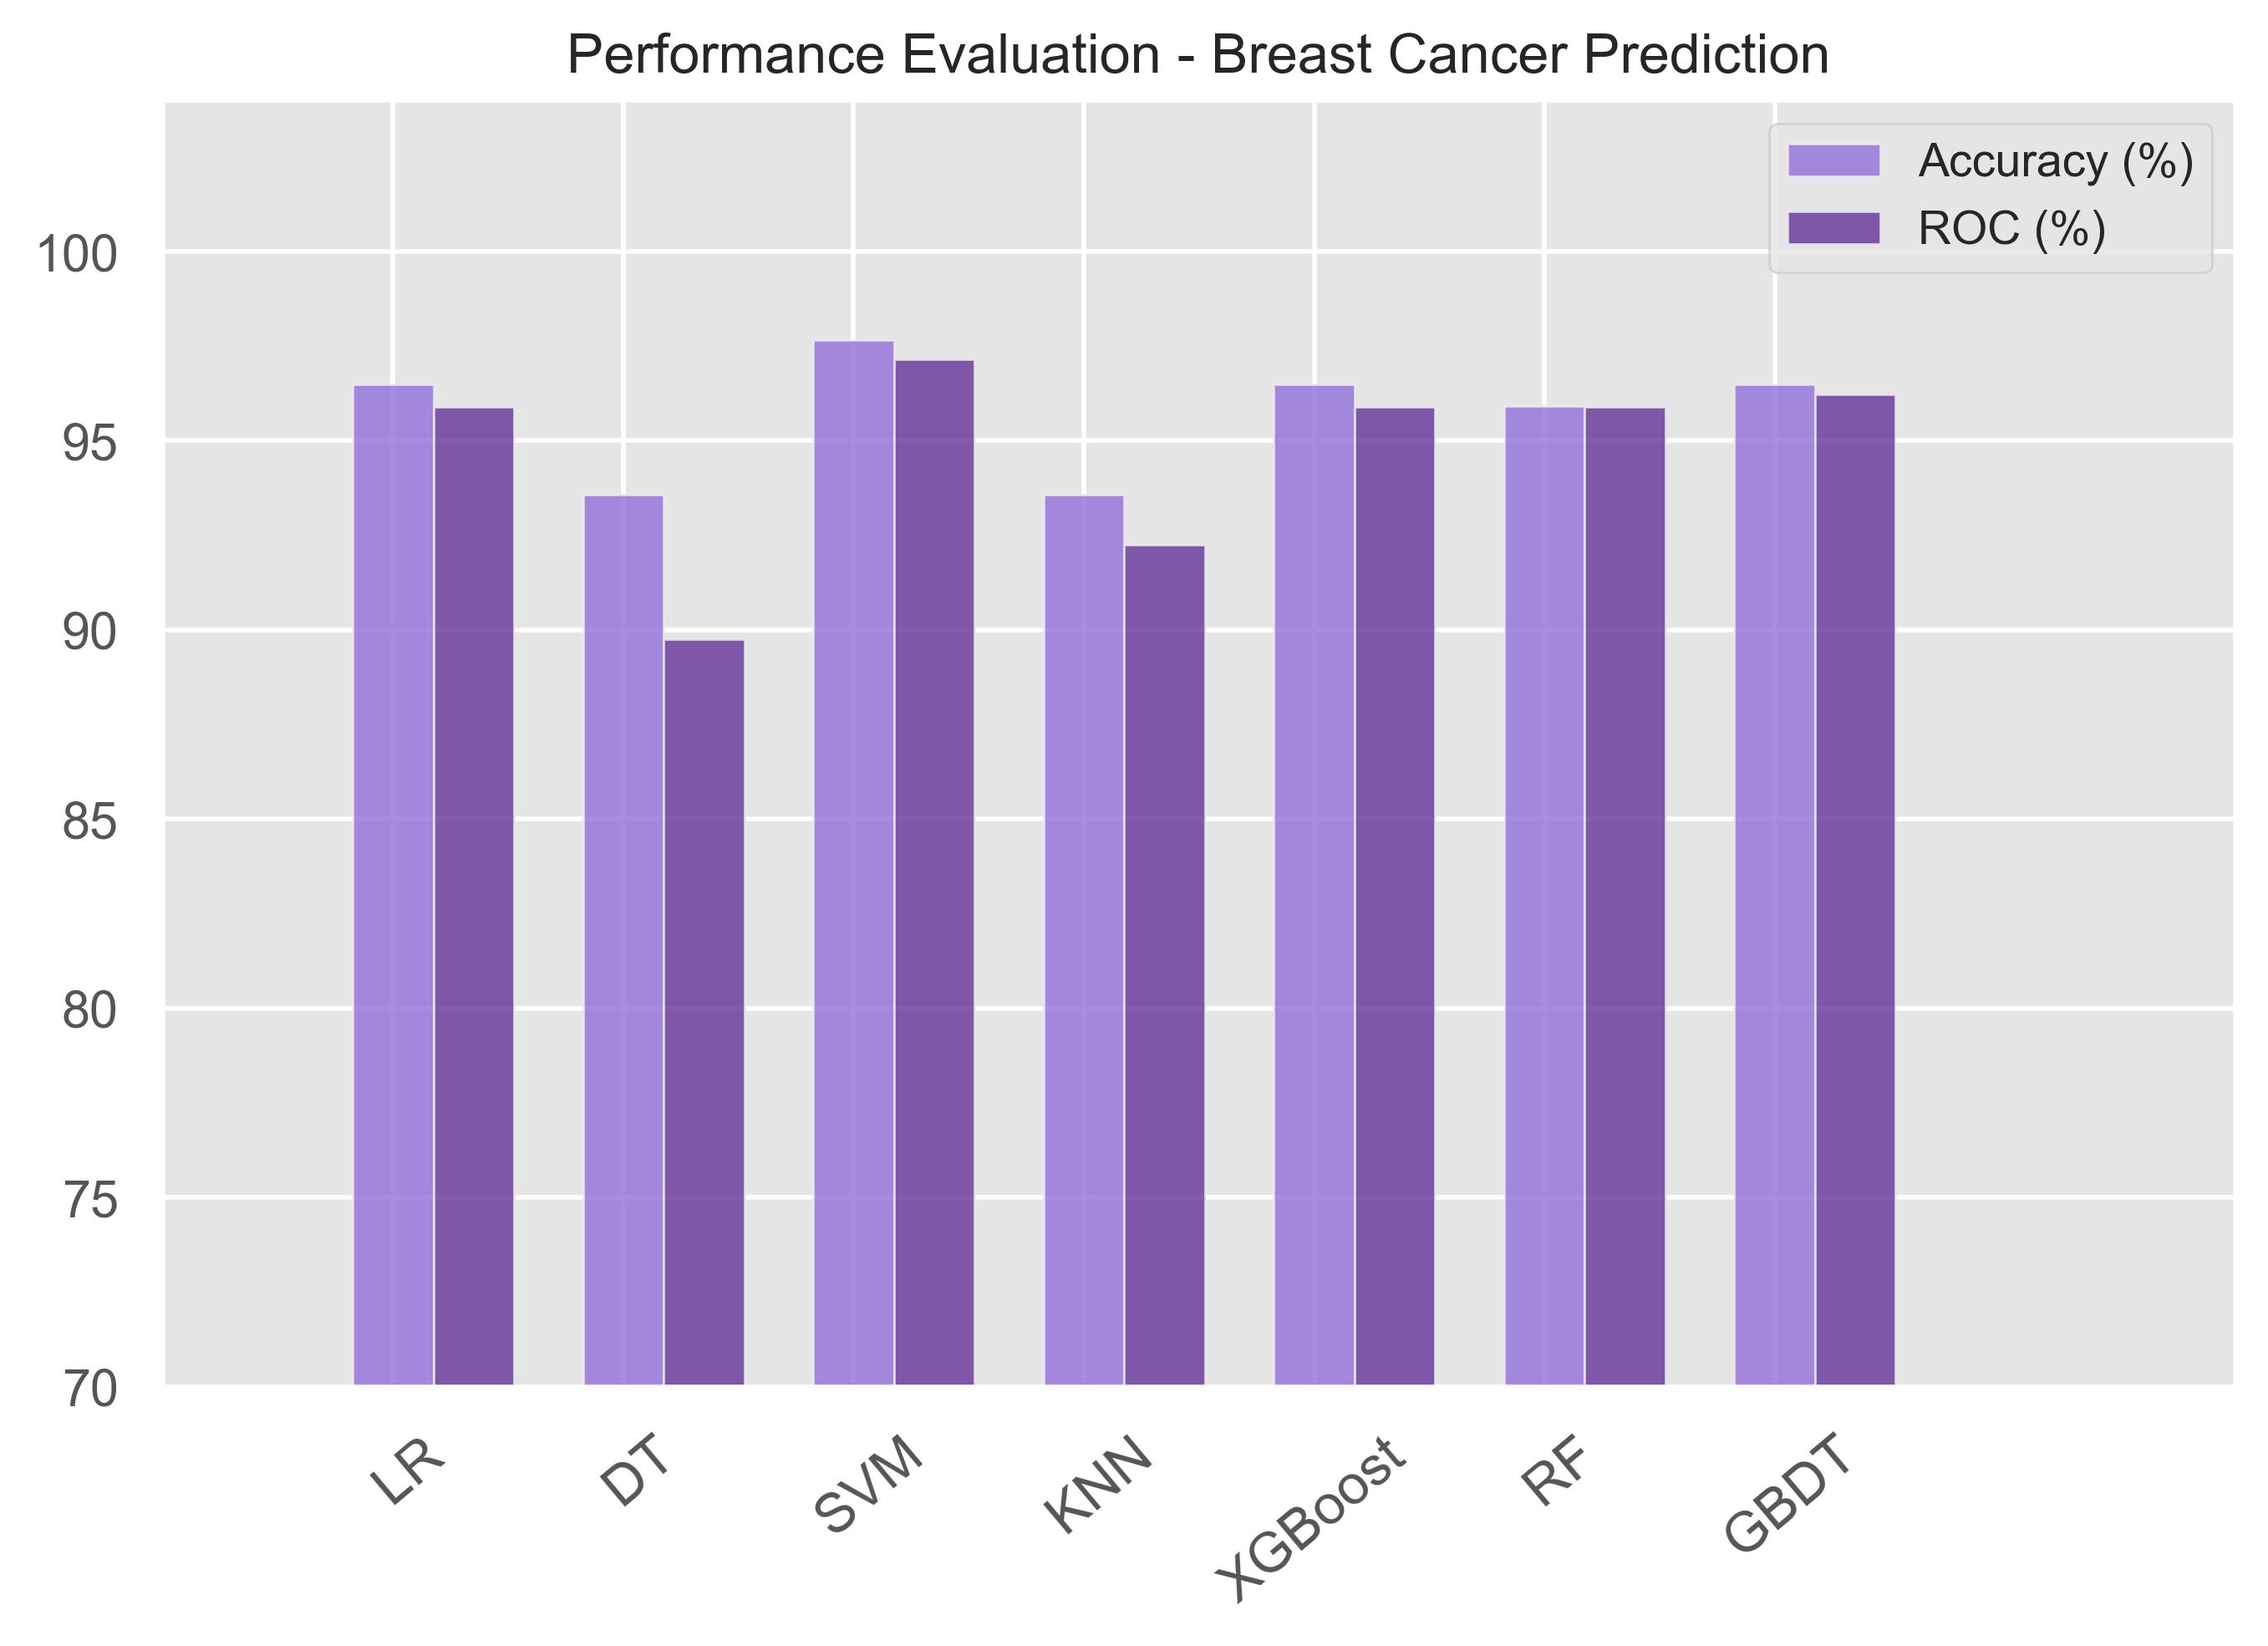 Performance Evaluation - Breast Cancer Prediction
Accuracy (%)
ROC (%)
100
95
90
85
80
75
70
LR
DT
SVM
KNN
XGBoost
RF
GBDT